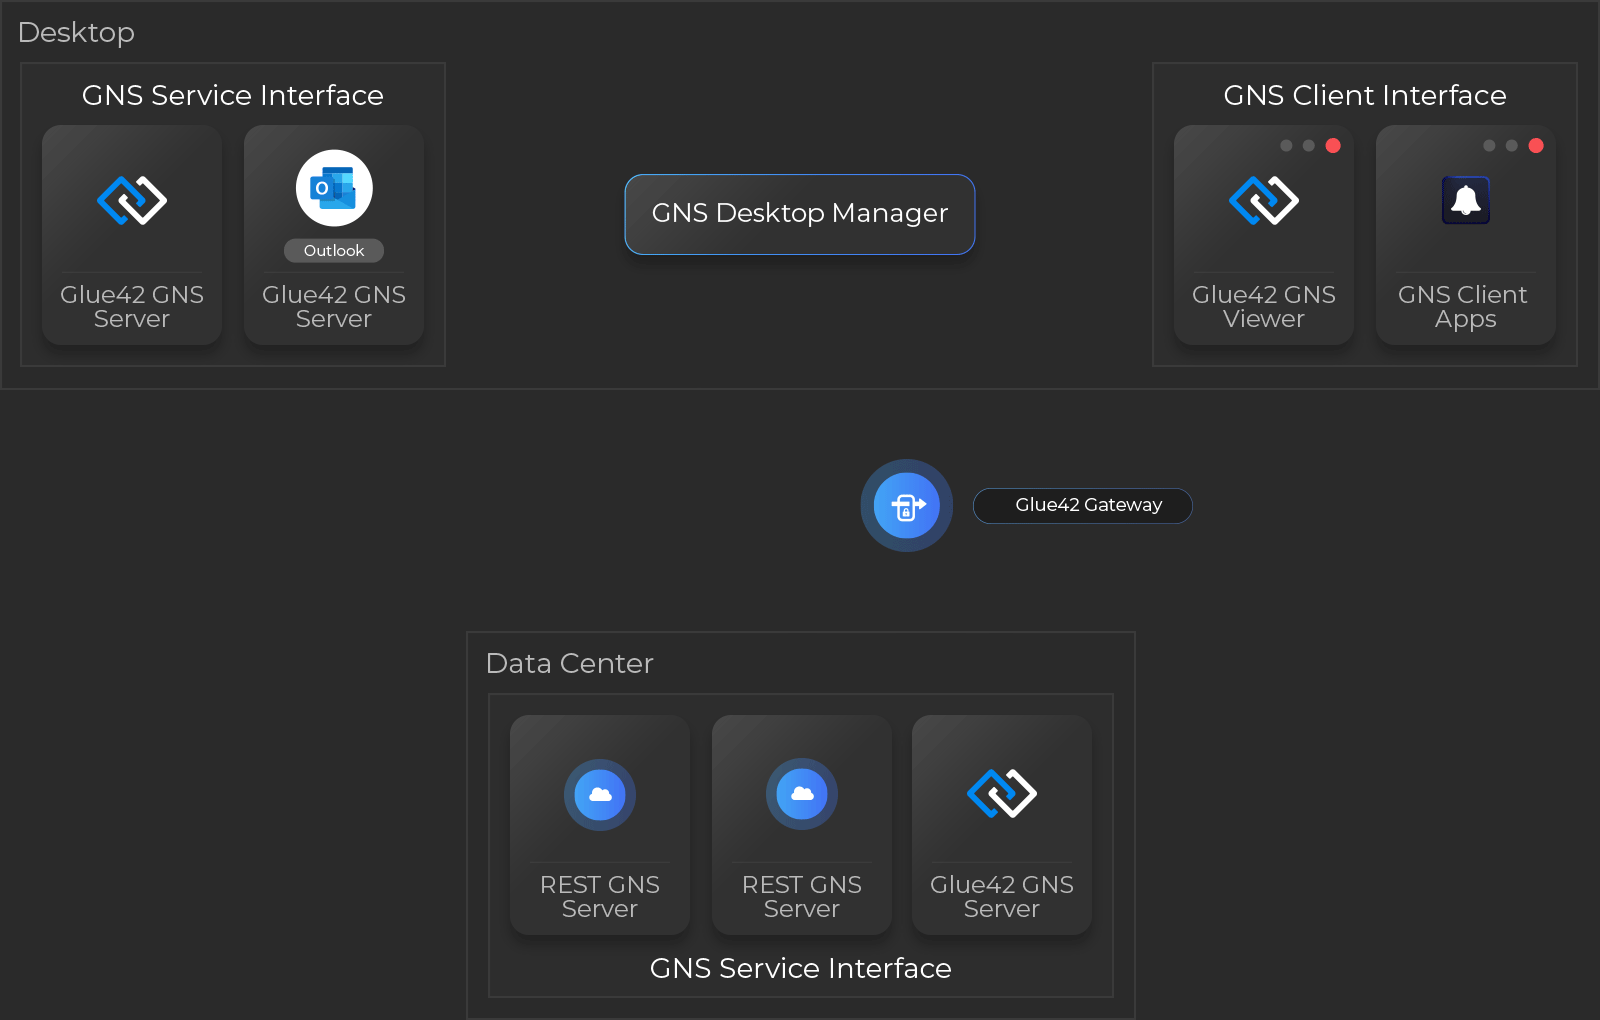 Desktop
GNS Service Interface
Glue42 GNS
Server
O
Outlook
Glue42 GNS
Server
GNS Desktop Manager
GNS Client Interface
Glue42 GNS
Viewer
GNS Client
Apps
Glue42 Gateway
Data Center
REST GNS
Server
REST GNS
Server
Glue42 GNS
Server
GNS Service Interface